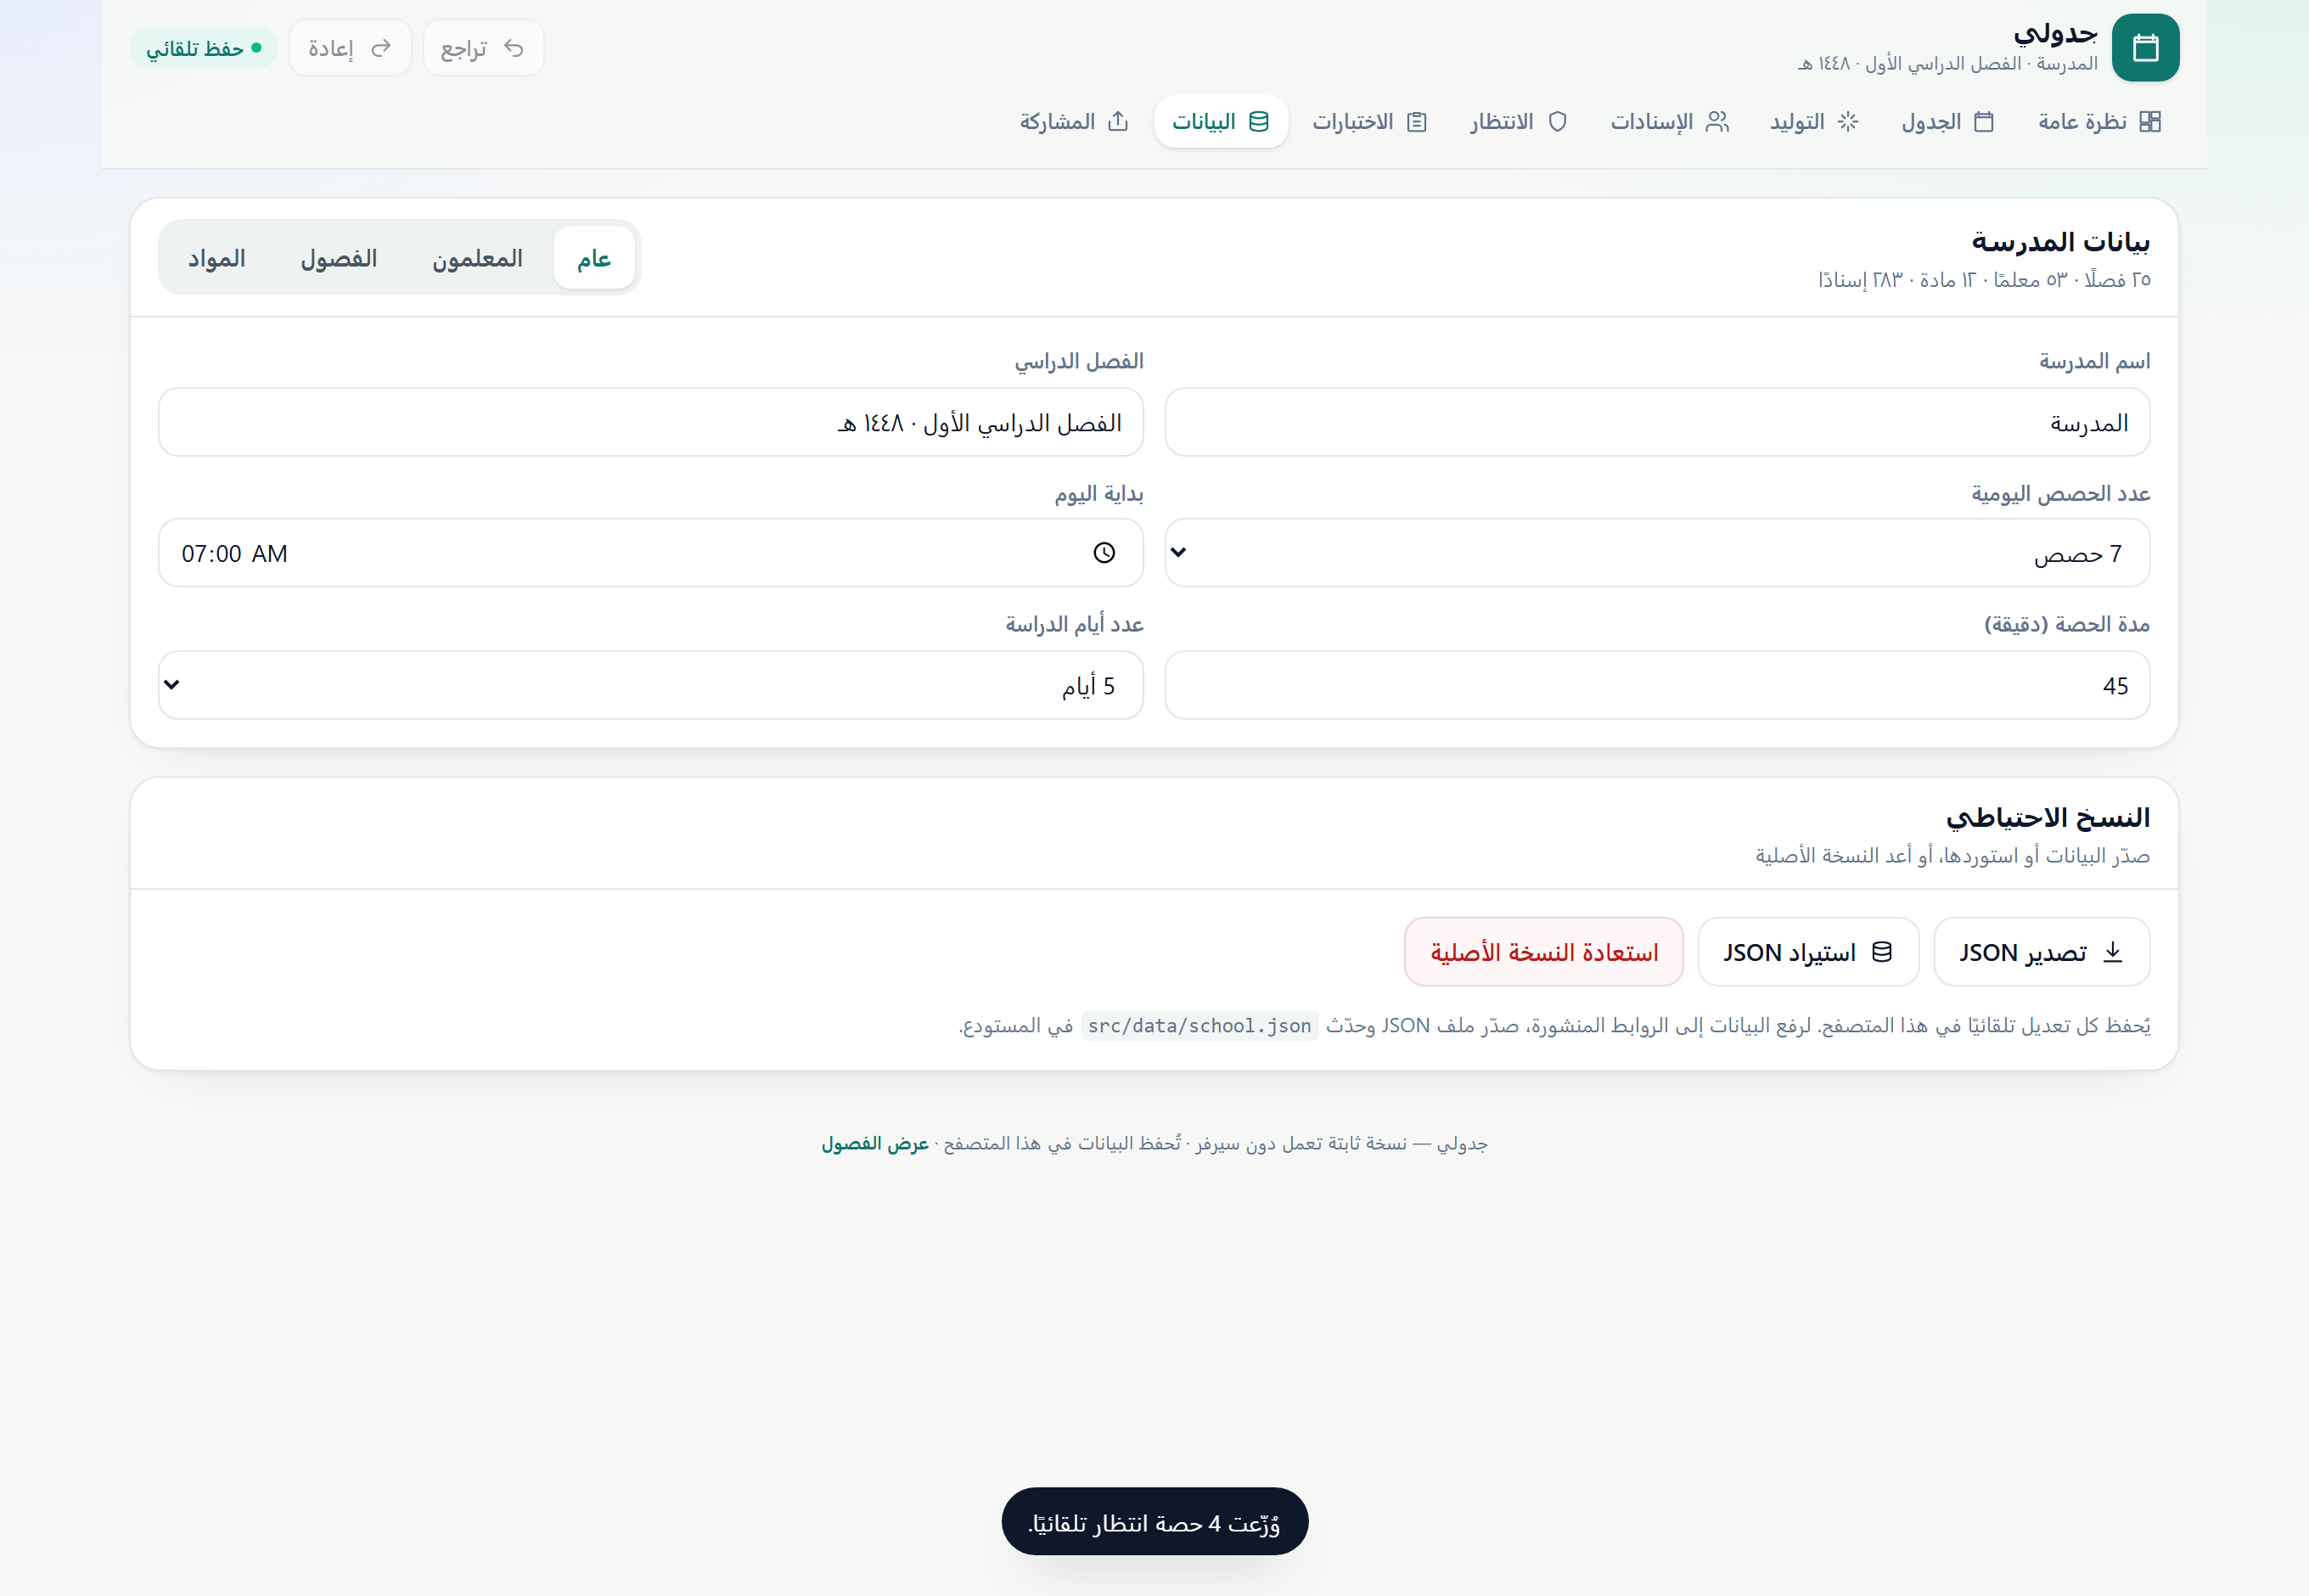 جدولي
المدرسة · الفصل الدراسي الأول · ١٤٤٨ هـ
تراجع
إعادة
حفظ تلقائي
نظرة عامة
الجدول
التوليد
الإسنادات
الانتظار
الاختبارات
البيانات
المشاركة
بيانات المدرسة
٢٥ فصلًا · ٥٣ معلمًا · ١٢ مادة · ٢٨٣ إسنادًا
عام
المعلمون
الفصول
المواد
اسم المدرسة
المدرسة
الفصل الدراسي
الفصل الدراسي الأول · ١٤٤٨ هـ
عدد الحصص اليومية
7 حصص
بداية اليوم
07:00 AM
مدة الحصة (دقيقة)
45
عدد أيام الدراسة
5 أيام
النسخ الاحتياطي
صدّر البيانات أو استوردها، أو أعد النسخة الأصلية
تصدير JSON
استيراد JSON
استعادة النسخة الأصلية
يُحفظ كل تعديل تلقائيًا في هذا المتصفح. لرفع البيانات إلى الروابط المنشورة، صدّر ملف JSON وحدّث src/data/school.json في المستودع.
جدولي — نسخة ثابتة تعمل دون سيرفر · تُحفظ البيانات في هذا المتصفح · عرض الفصول
وُزّعت 4 حصة انتظار تلقائيًا.